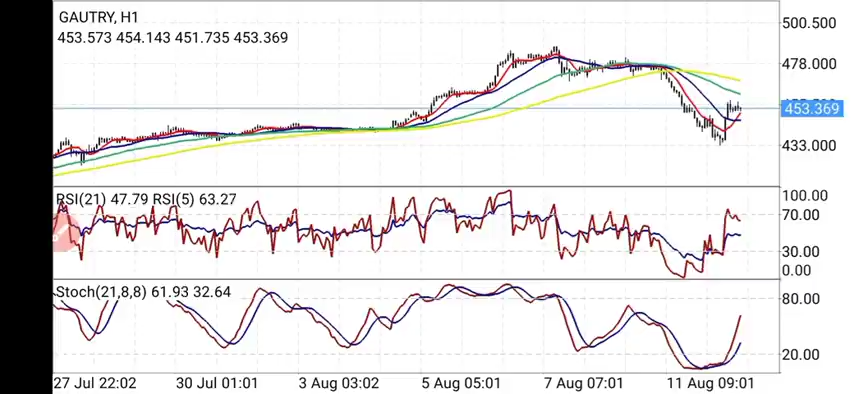 GAUTRY, H1
453.573 454.143 451.735 453.369
500.500
478.000
453.369
433.000
RSI(21) 47.79 RSI(5) 63.27
100.00
70.00
30.00
0.00
Stoch(21,8,8) 61.93 32.64
80.00
20.00
27 Jul 22:02 30 Jul 01:01 3 Aug 03:02 5 Aug 05:01 7 Aug 07:01 11 Aug 09:01